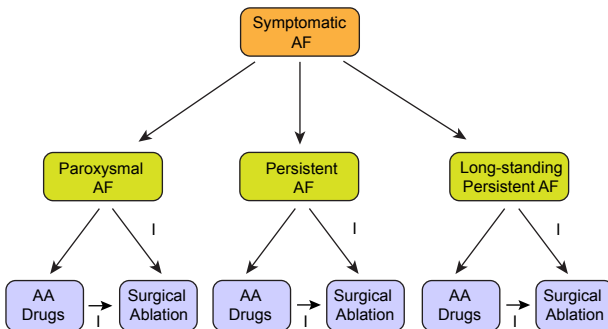 Symptomatic
AF
Paroxysmal
AF
Persistent
AF
Long-standing
Persistent AF
I
I
I
AA
Drugs
I
Surgical
Ablation
AA
Drugs
I
Surgical
Ablation
AA
Drugs
I
Surgical
Ablation